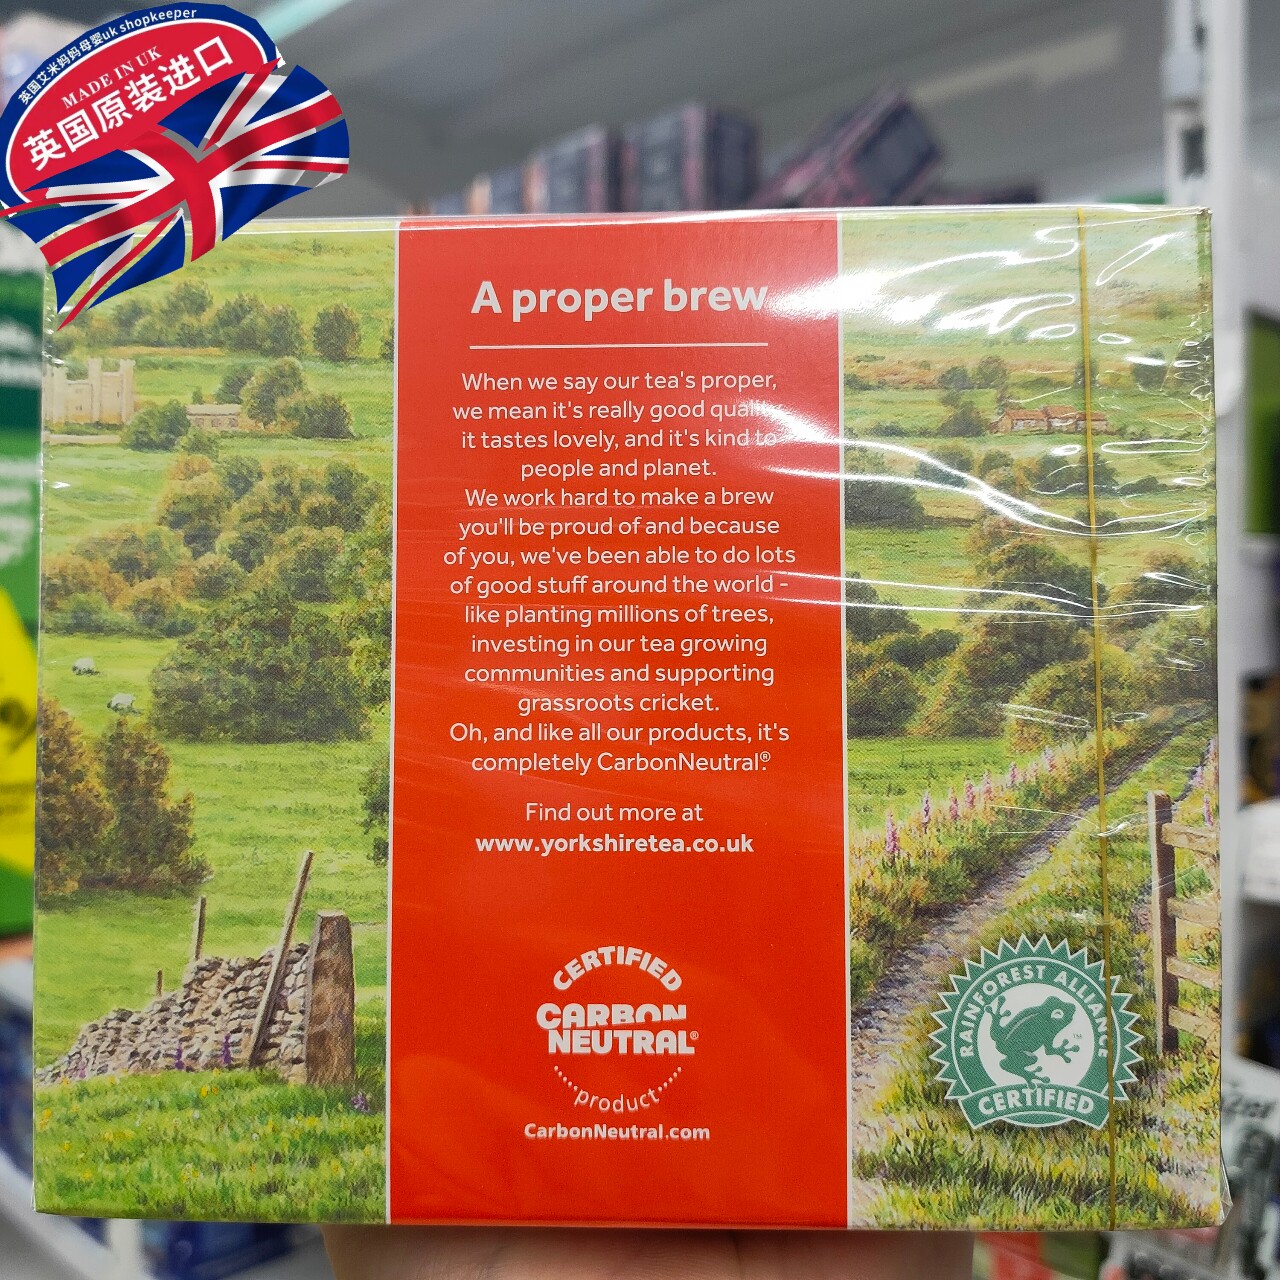 英国艾米妈妈母婴uk shopkeeper
MADE IN UK
英国原装进口
A proper brew
When we say our tea's proper,
we mean it's really good quality,
it tastes lovely, and it's kind to
people and planet.
We work hard to make a brew
you'll be proud of and because
of you, we've been able to do lots
of good stuff around the world -
like planting millions of trees,
investing in our tea growing
communities and supporting
grassroots cricket.
Oh, and like all our products, it's
completely CarbonNeutral®.
Find out more at
www.yorkshiretea.co.uk
CERTIFIED
CARBON
NEUTRAL®
product
CarbonNeutral.com
RAINFOREST ALLIANCE
TM
CERTIFIED